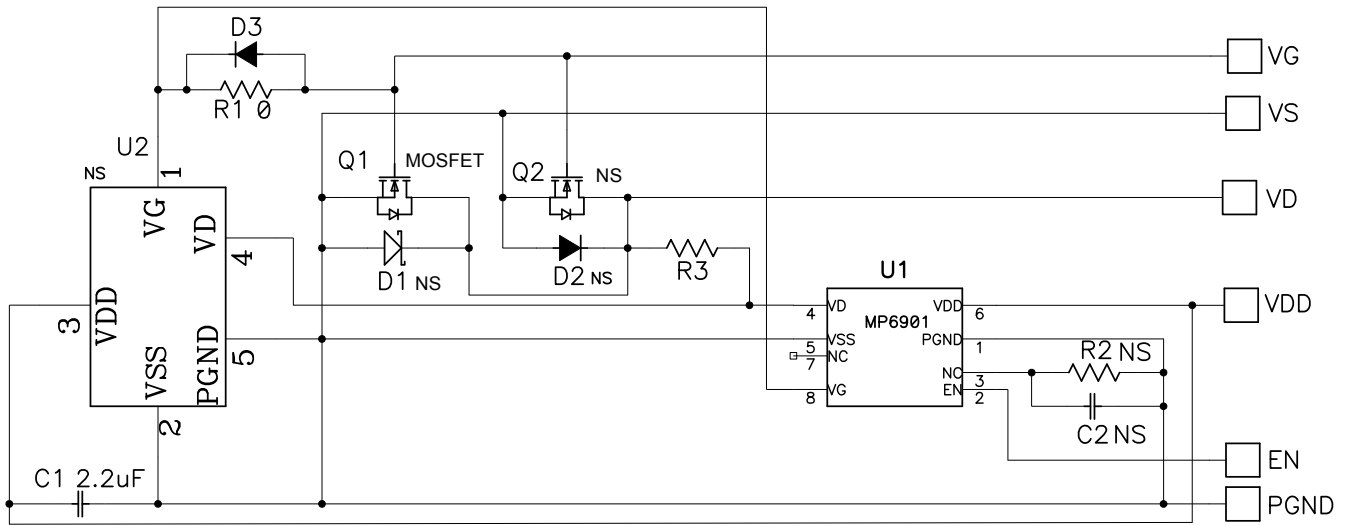 D3
VG
R1 0
VS
U2
NS
1
Q1
MOSFET
Q2
NS
VG
VD
4
VD
D1 NS
D2 NS
R3
U1
3
VDD
PGND
5
VSS
2
4
VD
VDD
6
VDD
MP6901
VSS
5
PGND
1
NC
7
R2 NS
NC
3
VG
8
EN
2
C2 NS
EN
C1 2.2uF
PGND